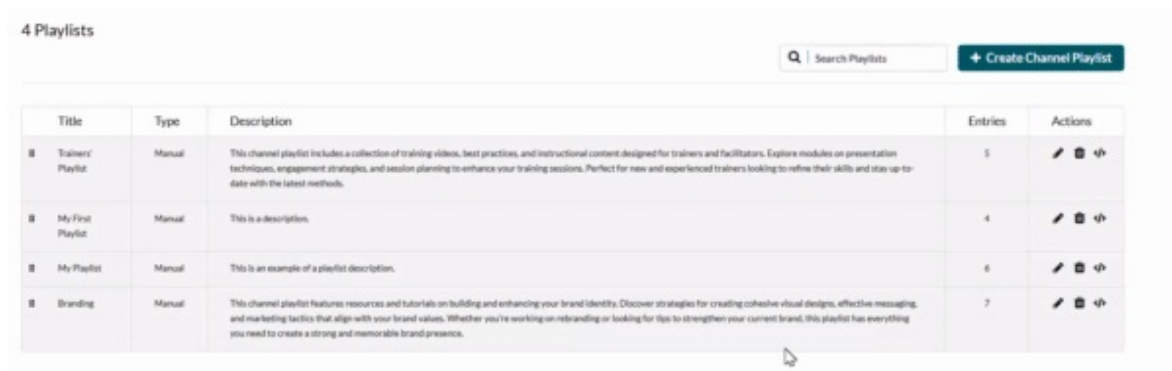 4 Playlists
Search Playlists
+ Create Channel Playlist
Title Type Description Entries Actions
Trainers' Manual This channel playlist includes a collection of training videos, best practices, and instructional content designed for trainers and facilitators. Explore modules on presentation 5
Playlist techniques, engagement strategies, and session planning to enhance your training sessions. Perfect for new and experienced trainers looking to refine their skills and stay up-to-
date with the latest methods.
My First Manual This is a description. 4
Playlist
My Playlist Manual This is an example of a playlist description. 6
Branding Manual This channel playlist features resources and tutorials on building and enhancing your brand identity. Discover strategies for creating cohesive visual designs, effective messaging, 7
and marketing tactics that align with your brand values. Whether you're working on rebranding or looking for tips to strengthen your current brand, this playlist has everything
you need to create a strong and memorable brand presence.